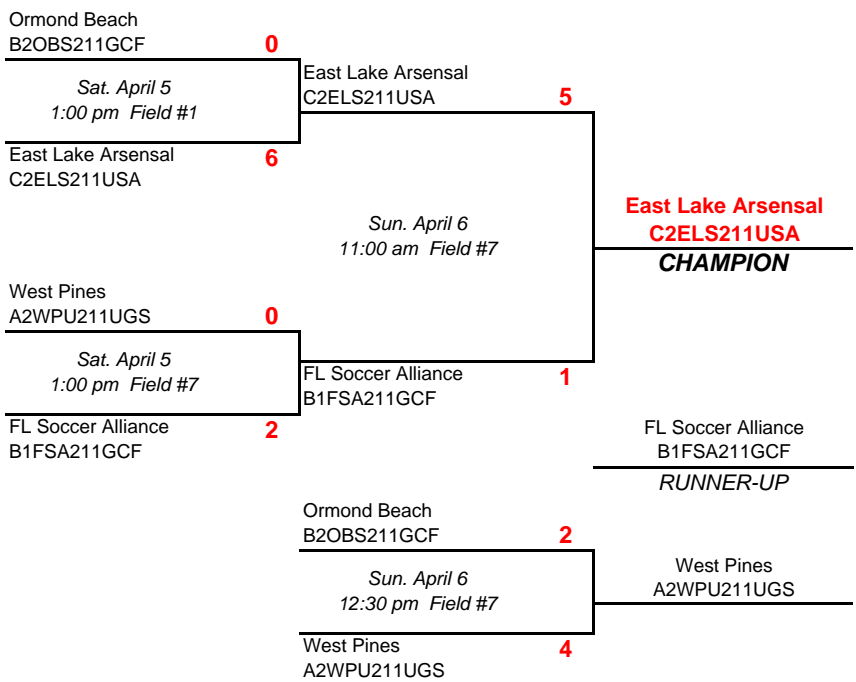 Ormond Beach
B2OBS211GCF 0
Sat. April 5
1:00 pm Field #1
East Lake Arsensal 6
C2ELS211USA
East Lake Arsensal
C2ELS211USA 5
Sun. April 6
11:00 am Field #7
East Lake Arsensal
C2ELS211USA
CHAMPION
West Pines
A2WPU211UGS 0
Sat. April 5
1:00 pm Field #7
FL Soccer Alliance 2
B1FSA211GCF
FL Soccer Alliance 1
B1FSA211GCF
FL Soccer Alliance
B1FSA211GCF
RUNNER-UP
Ormond Beach
B2OBS211GCF 2
Sun. April 6
12:30 pm Field #7
West Pines 4
A2WPU211UGS
West Pines
A2WPU211UGS